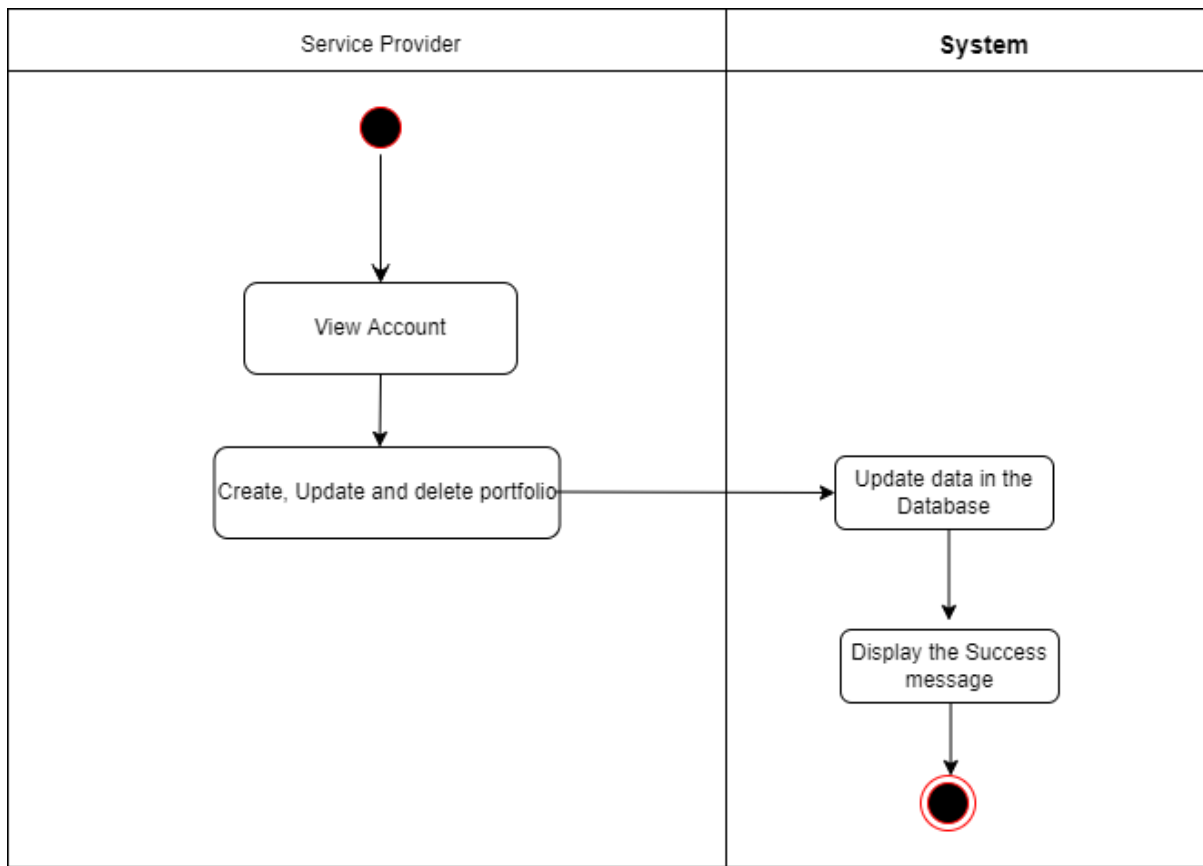 Service Provider
System
View Account
Create, Update and delete portfolio
Update data in the
Database
Display the Success
message